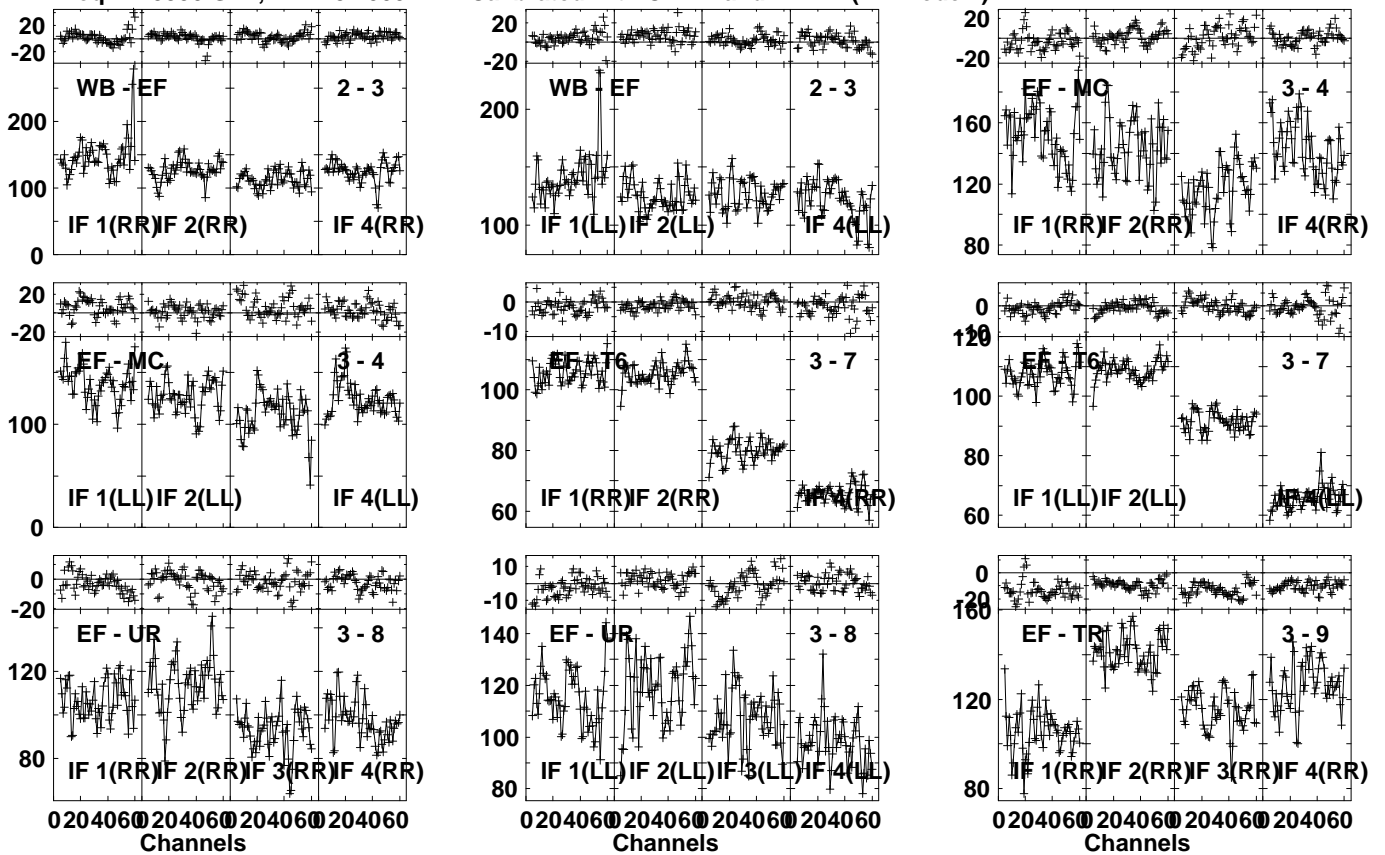 20 20 20
0 0 0
-20 -20 -20
WB - EF 2 - 3 WB - EF 2 - 3 EF - MC 3 - 4
200 200 160
100 100 120
0 80
IF 1(RR) IF 2(RR) IF 4(RR) IF 1(LL) IF 2(LL) IF 4(LL) IF 1(RR) IF 2(RR) IF 4(RR)
20 0 0
0 -10 -10
-20 120
EF - MC 3 - 4 EF - T6 3 - 7 EF - T6 3 - 7
100 100 100
0 80 80
60 60
IF 1(LL) IF 2(LL) IF 4(LL) IF 1(RR) IF 2(RR) IF 4(RR) IF 1(LL) IF 2(LL) IF 4(LL)
0 10 0
-20 0 -20
-10 160
EF - UR 3 - 8 EF - UR 3 - 8 EF - TR 3 - 9
120 140 120
80 120 80
100
80
IF 1(RR) IF 2(RR) IF 3(RR) IF 4(RR) IF 1(LL) IF 2(LL) IF 3(LL) IF 4(LL) IF 1(RR) IF 2(RR) IF 3(RR) IF 4(RR)
0 20 40 60 0 20 40 60 0 20 40 60 0 20 40 60 0 20 40 60 0 20 40 60 0 20 40 60 0 20 40 60 0 20 40 60 0 20 40 60 0 20 40 60 0 20 40 60
Channels Channels Channels